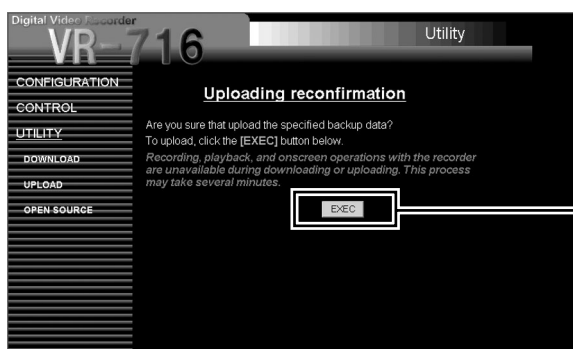 Digital Video Recorder
VR-716
Utility
CONFIGURATION
CONTROL
UTILITY
DOWNLOAD
UPLOAD
OPEN SOURCE
Uploading reconfirmation
Are you sure that upload the specified backup data?
To upload, click the [EXEC] button below.
Recording, playback, and onscreen operations with the recorder
are unavailable during downloading or uploading. This process
may take several minutes.
EXEC